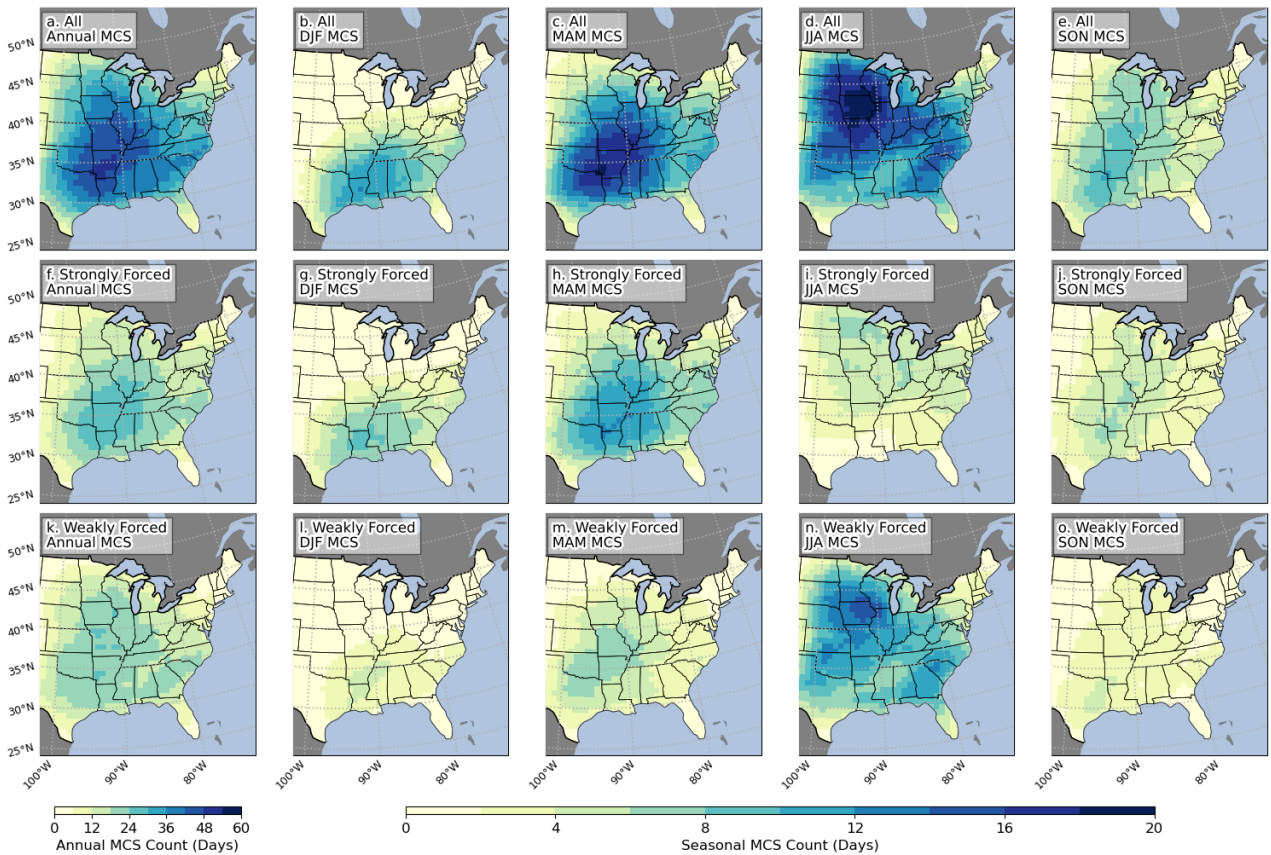 a. All
Annual MCS
b. All
DJF MCS
c. All
MAM MCS
d. All
JJA MCS
e. All
SON MCS
50°N
45°N
40°N
35°N
30°N
25°N
f. Strongly Forced
Annual MCS
g. Strongly Forced
DJF MCS
h. Strongly Forced
MAM MCS
i. Strongly Forced
JJA MCS
j. Strongly Forced
SON MCS
50°N
45°N
40°N
35°N
30°N
25°N
k. Weakly Forced
Annual MCS
l. Weakly Forced
DJF MCS
m. Weakly Forced
MAM MCS
n. Weakly Forced
JJA MCS
o. Weakly Forced
SON MCS
50°N
45°N
40°N
35°N
30°N
25°N
100°W 90°W 80°W 100°W 90°W 80°W 100°W 90°W 80°W 100°W 90°W 80°W 100°W 90°W 80°W
0 12 24 36 48 60
Annual MCS Count (Days)
0 4 8 12 16 20
Seasonal MCS Count (Days)